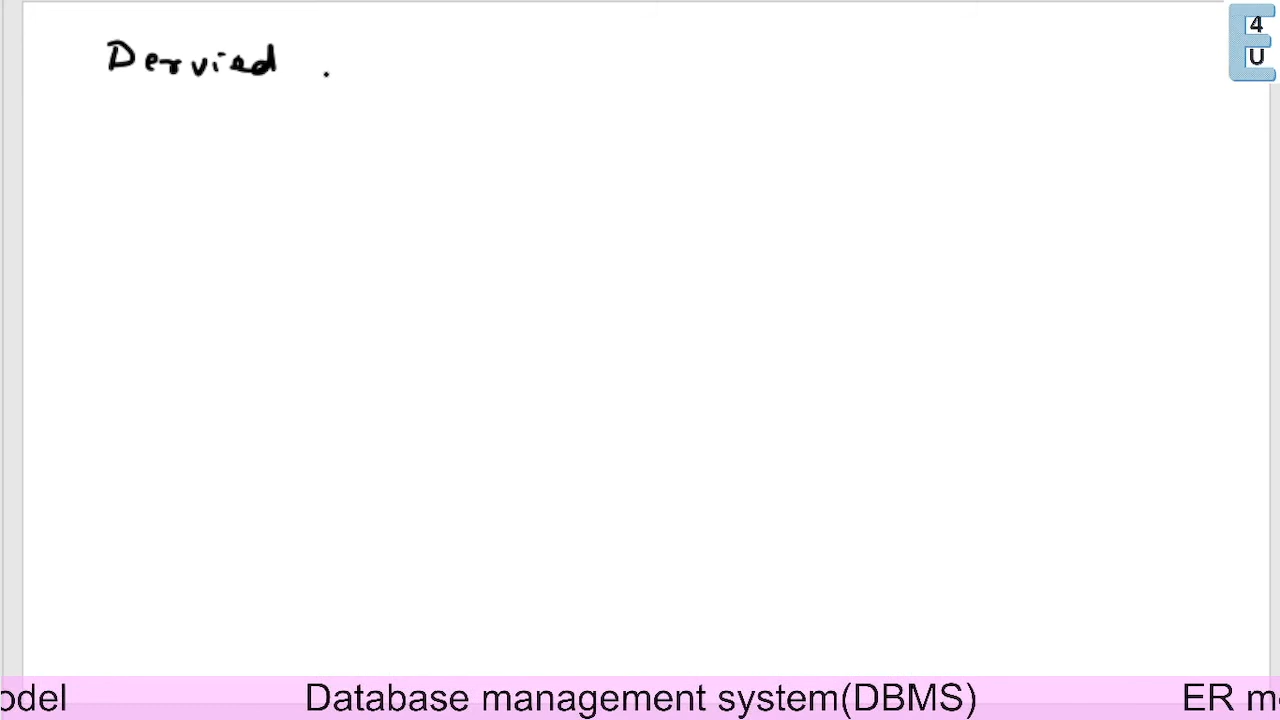 Dervied .
E
4
U
odel Database management system(DBMS) ER m